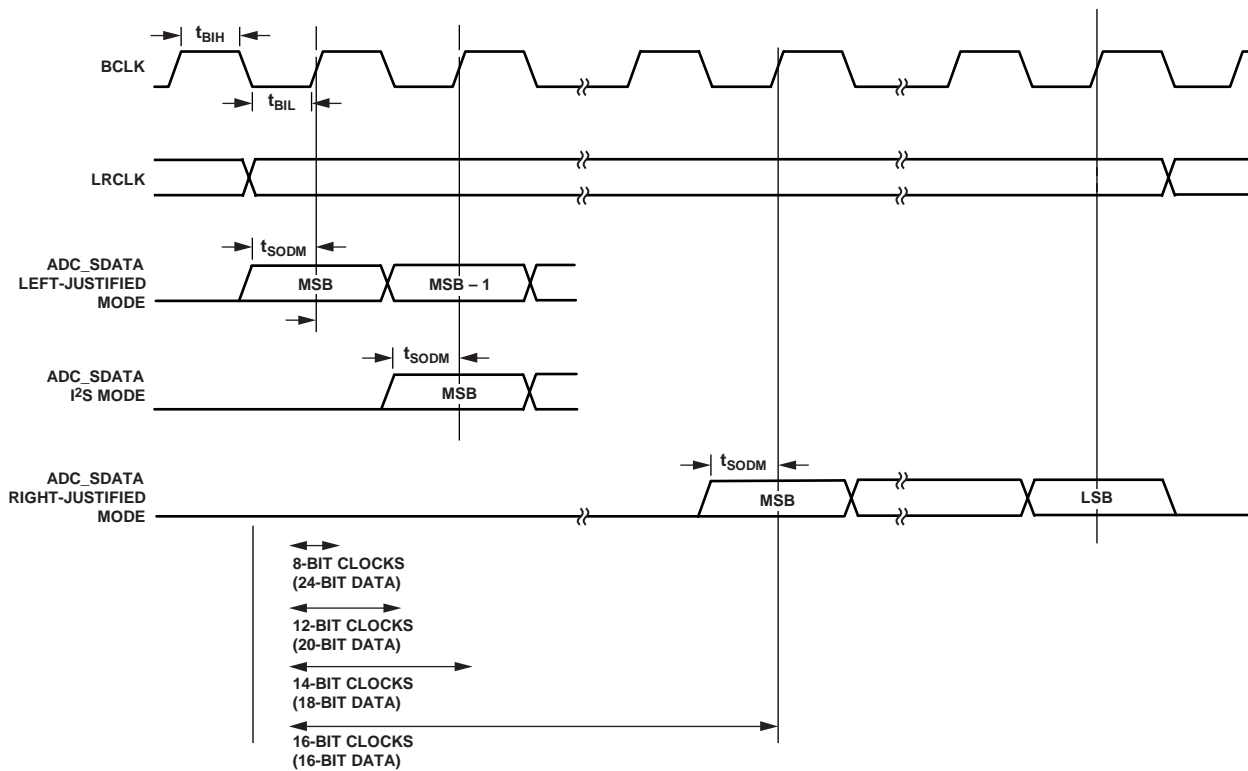 tBIH
BCLK
tBIL
LRCLK
tSODM
ADC_SDATA
LEFT-JUSTIFIED
MODE
MSB
MSB – 1
tSODM
ADC_SDATA
I²S MODE
MSB
tSODM
ADC_SDATA
RIGHT-JUSTIFIED
MODE
MSB
LSB
8-BIT CLOCKS
(24-BIT DATA)
12-BIT CLOCKS
(20-BIT DATA)
14-BIT CLOCKS
(18-BIT DATA)
16-BIT CLOCKS
(16-BIT DATA)